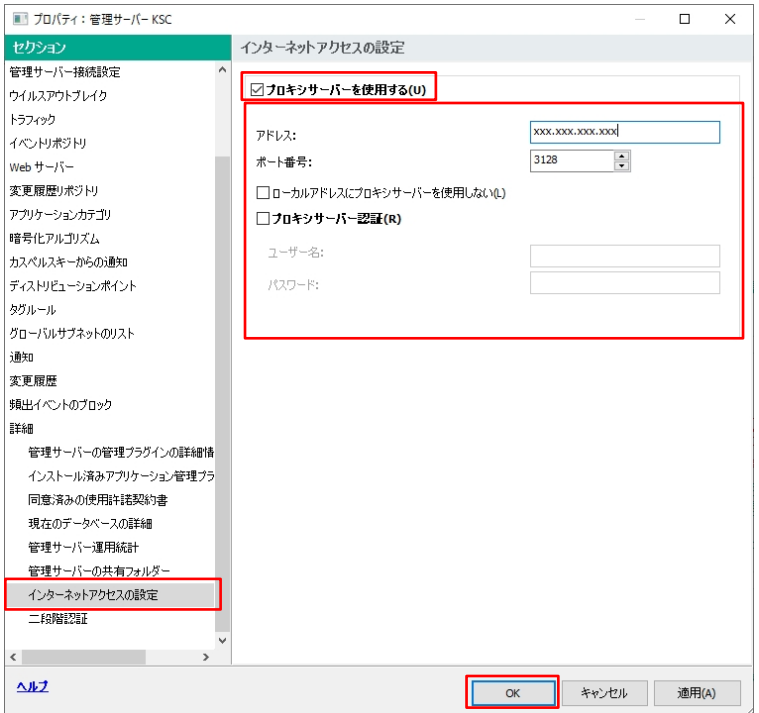 プロパティ：管理サーバー KSC
セクション
管理サーバー接続設定
ウイルスアウトブレイク
トラフィック
イベントリポジトリ
Web サーバー
変更履歴リポジトリ
アプリケーションカテゴリ
暗号化アルゴリズム
カスペルスキーからの通知
ディストリビューションポイント
タグルール
グローバルサブネットのリスト
通知
変更履歴
頻出イベントのブロック
詳細
管理サーバーの管理プラグインの詳細情
インストール済みアプリケーション管理プラ
同意済みの使用許諾契約書
現在のデータベースの詳細
管理サーバー運用統計
管理サーバーの共有フォルダー
インターネットアクセスの設定
二段階認証
インターネットアクセスの設定
プロキシサーバーを使用する(U)
アドレス:
xxx.xxx.xxx.xxx
ポート番号:
3128
ローカルアドレスにプロキシサーバーを使用しない(L)
プロキシサーバー認証(R)
ユーザー名:
パスワード:
ヘルプ
OK
キャンセル
適用(A)